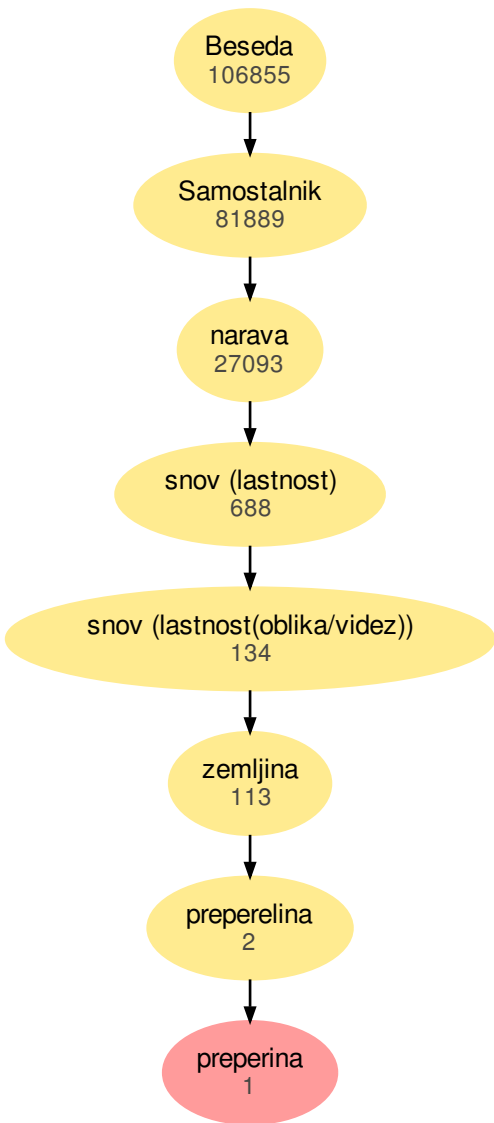 Beseda
106855
Samostalnik
81889
narava
27093
snov (lastnost)
688
snov (lastnost(oblika/videz))
134
zemljina
113
preperelina
2
preperina
1